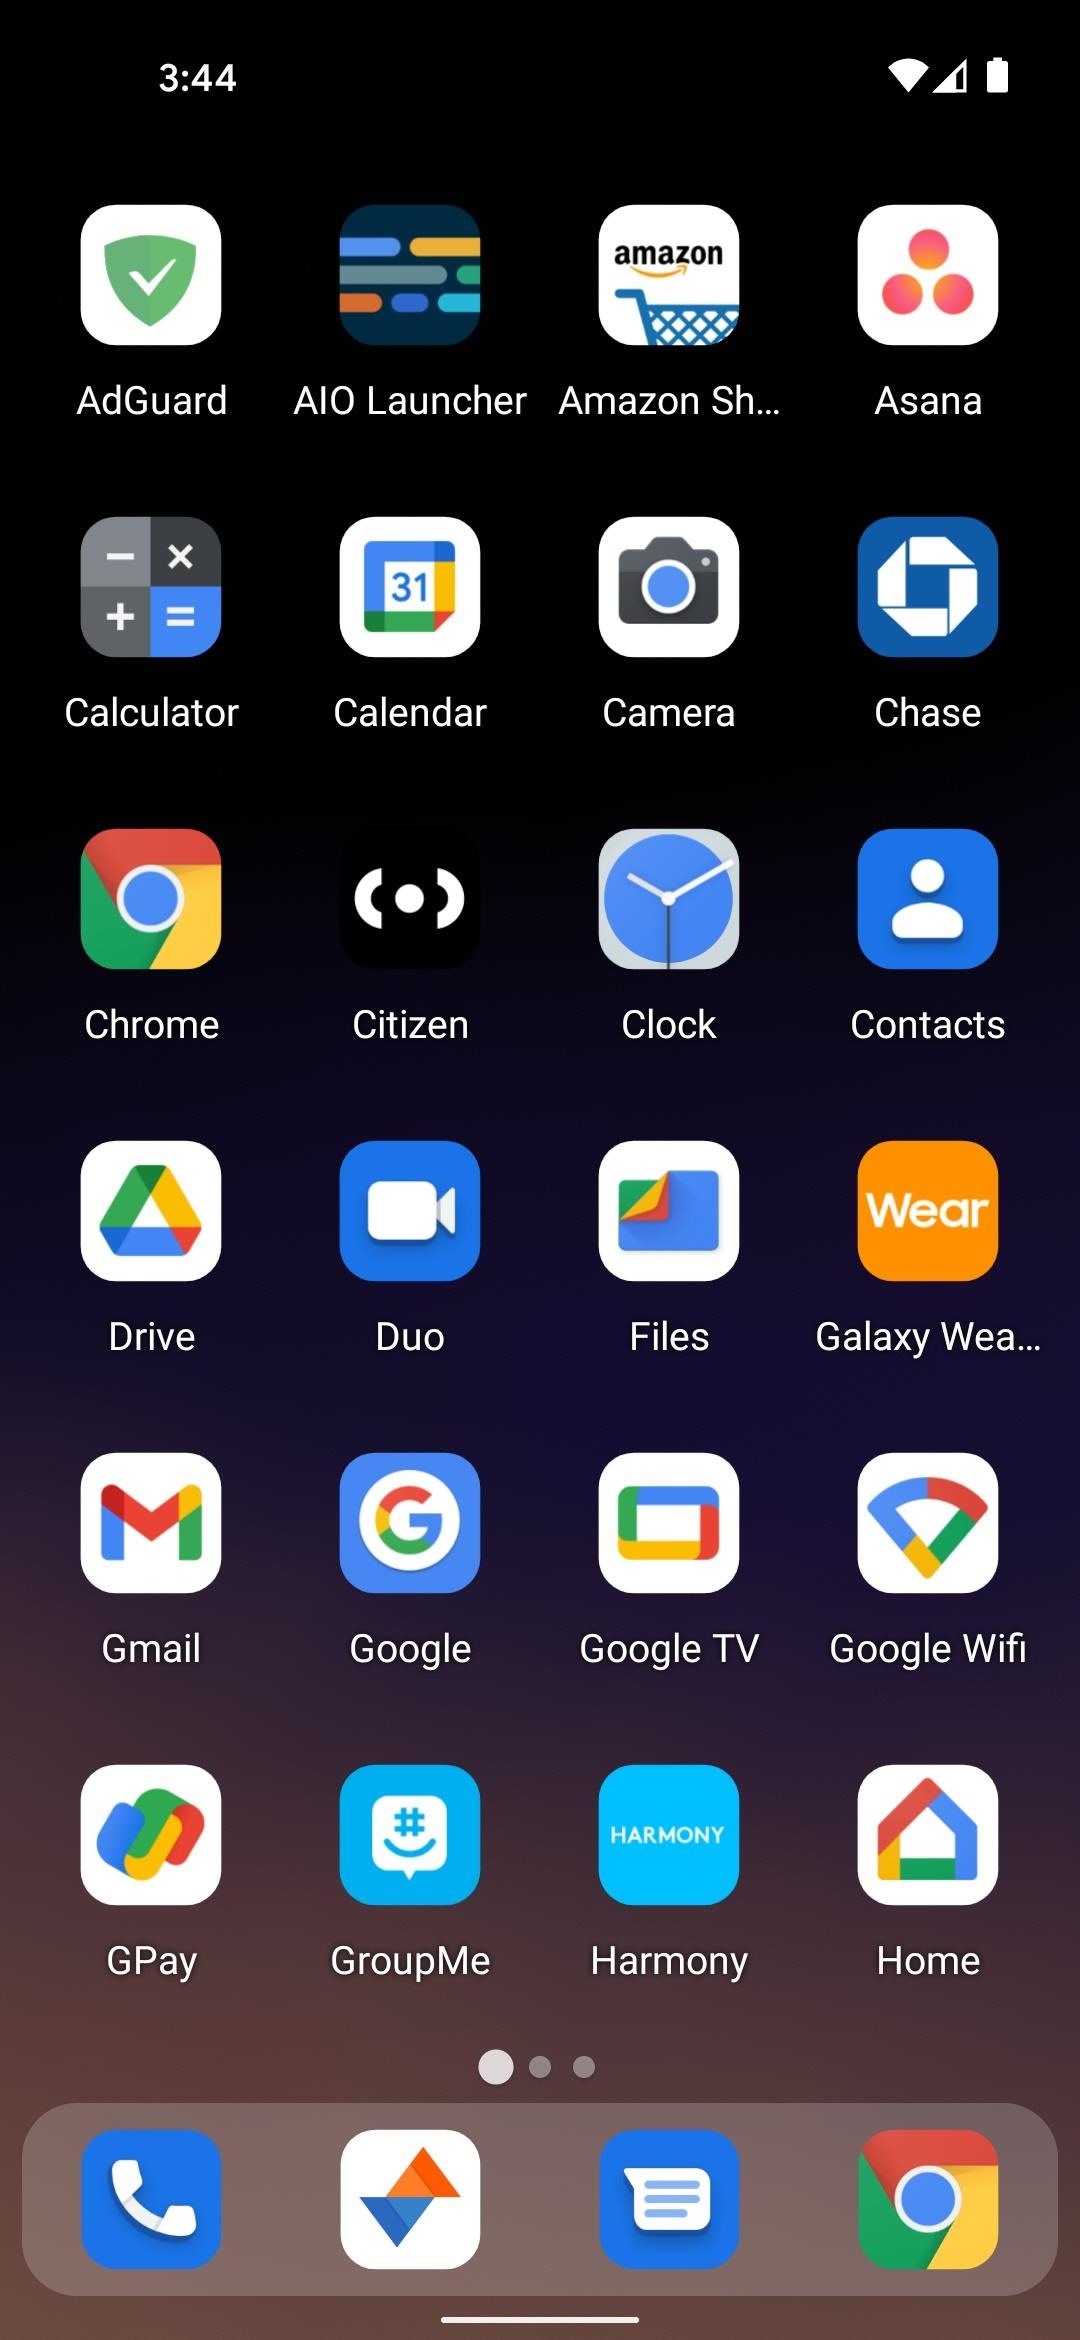 3:44
amazon
AdGuard AIO Launcher Amazon Sh... Asana
31
Calculator Calendar Camera Chase
Chrome Citizen Clock Contacts
Wear
Drive Duo Files Galaxy Wea...
Gmail Google Google TV Google Wifi
# HARMONY
GPay GroupMe Harmony Home